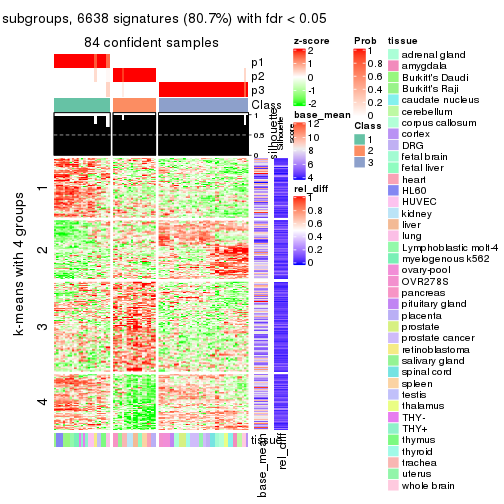 subgroups, 6638 signatures (80.7%) with fdr < 0.05
84 confident samples
p1
p2
p3
Class
1
0.5
0
silhouette
score
1
2
3
4
k-means with 4 groups
tissue
base_mean
rel_diff
z-score
2
1
0
-1
-2
base_mean
12
10
8
6
4
rel_diff
1
0.8
0.6
0.4
0.2
0
Prob
1
0.8
0.6
0.4
0.2
0
Class
1
2
3
tissue
adrenal gland
amygdala
Burkitt's Daudi
Burkitt's Raji
caudate nucleus
cerebellum
corpus callosum
cortex
DRG
fetal brain
fetal liver
heart
HL60
HUVEC
kidney
liver
lung
Lymphoblastic molt-4
myelogenous k562
ovary-pool
OVR278S
pancreas
pituitary gland
placenta
prostate
prostate cancer
retinoblastoma
salivary gland
spinal cord
spleen
testis
thalamus
THY-
THY+
thymus
thyroid
trachea
uterus
whole brain